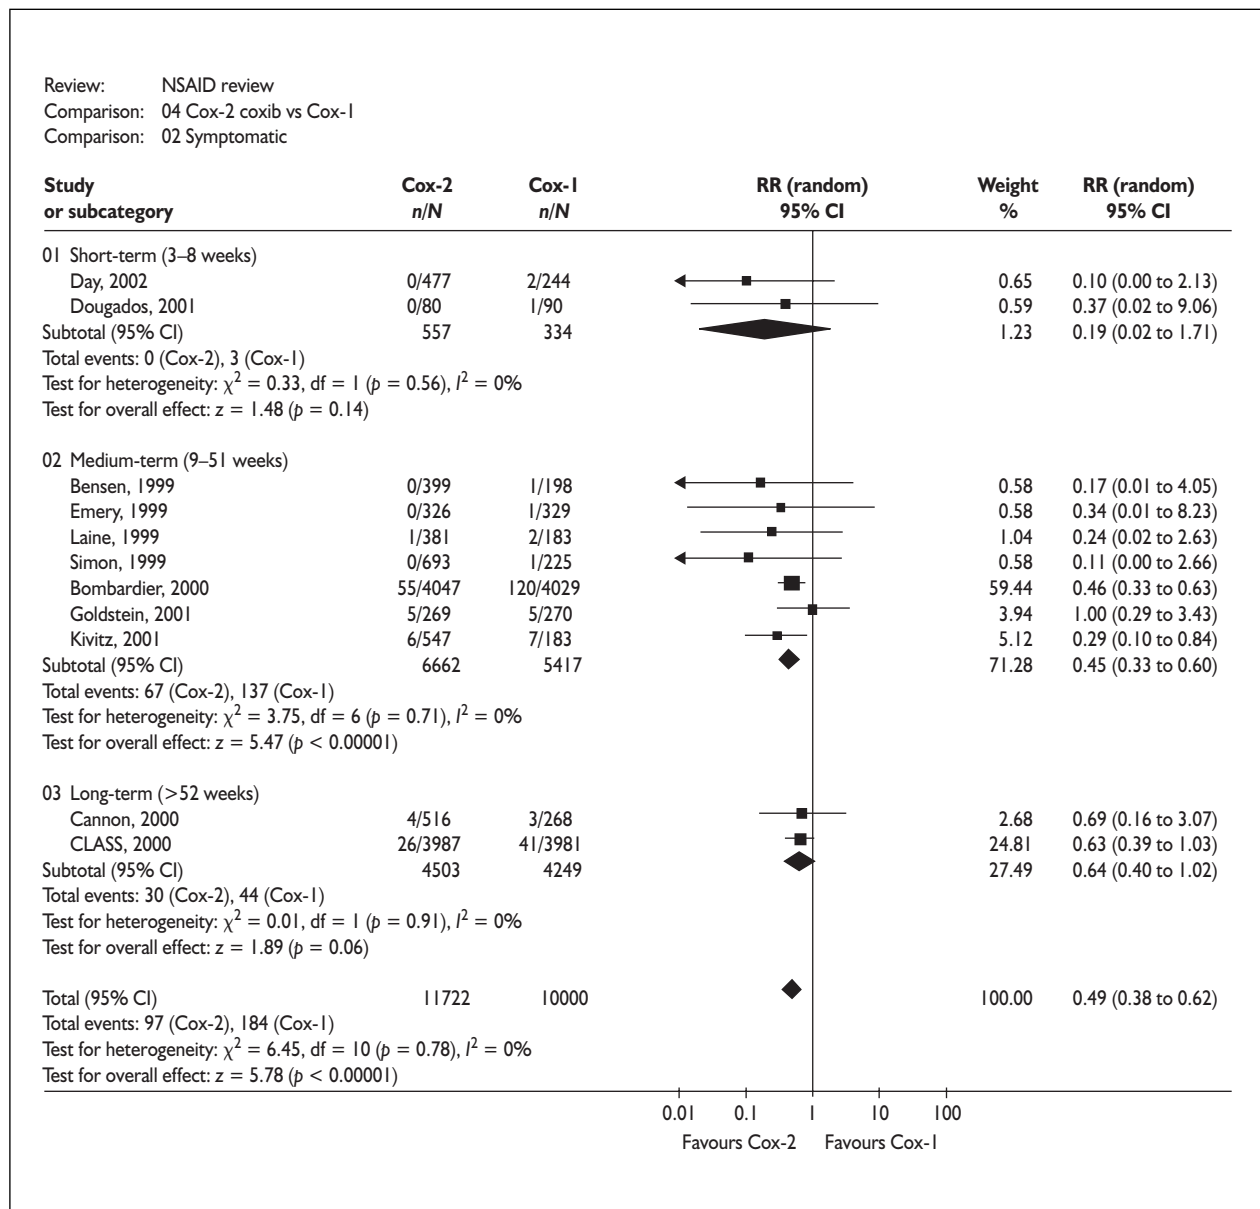 Review: NSAID review
Comparison: 04 Cox-2 coxib vs Cox-1
Comparison: 02 Symptomatic
Study Cox-2 Cox-1 RR (random) Weight RR (random)
or subcategory n/N n/N 95% CI % 95% CI
01 Short-term (3–8 weeks)
Day, 2002 0/477 2/244 0.65 0.10 (0.00 to 2.13)
Dougados, 2001 0/80 1/90 0.59 0.37 (0.02 to 9.06)
Subtotal (95% CI) 557 334 1.23 0.19 (0.02 to 1.71)
Total events: 0 (Cox-2), 3 (Cox-1)
Test for heterogeneity: χ² = 0.33, df = 1 (p = 0.56), I² = 0%
Test for overall effect: z = 1.48 (p = 0.14)
02 Medium-term (9–51 weeks)
Bensen, 1999 0/399 1/198 0.58 0.17 (0.01 to 4.05)
Emery, 1999 0/326 1/329 0.58 0.34 (0.01 to 8.23)
Laine, 1999 1/381 2/183 1.04 0.24 (0.02 to 2.63)
Simon, 1999 0/693 1/225 0.58 0.11 (0.00 to 2.66)
Bombardier, 2000 55/4047 120/4029 59.44 0.46 (0.33 to 0.63)
Goldstein, 2001 5/269 5/270 3.94 1.00 (0.29 to 3.43)
Kivitz, 2001 6/547 7/183 5.12 0.29 (0.10 to 0.84)
Subtotal (95% CI) 6662 5417 71.28 0.45 (0.33 to 0.60)
Total events: 67 (Cox-2), 137 (Cox-1)
Test for heterogeneity: χ² = 3.75, df = 6 (p = 0.71), I² = 0%
Test for overall effect: z = 5.47 (p < 0.00001)
03 Long-term (>52 weeks)
Cannon, 2000 4/516 3/268 2.68 0.69 (0.16 to 3.07)
CLASS, 2000 26/3987 41/3981 24.81 0.63 (0.39 to 1.03)
Subtotal (95% CI) 4503 4249 27.49 0.64 (0.40 to 1.02)
Total events: 30 (Cox-2), 44 (Cox-1)
Test for heterogeneity: χ² = 0.01, df = 1 (p = 0.91), I² = 0%
Test for overall effect: z = 1.89 (p = 0.06)
Total (95% CI) 11722 10000 100.00 0.49 (0.38 to 0.62)
Total events: 97 (Cox-2), 184 (Cox-1)
Test for heterogeneity: χ² = 6.45, df = 10 (p = 0.78), I² = 0%
Test for overall effect: z = 5.78 (p < 0.00001)
0.01 0.1 1 10 100
Favours Cox-2 Favours Cox-1